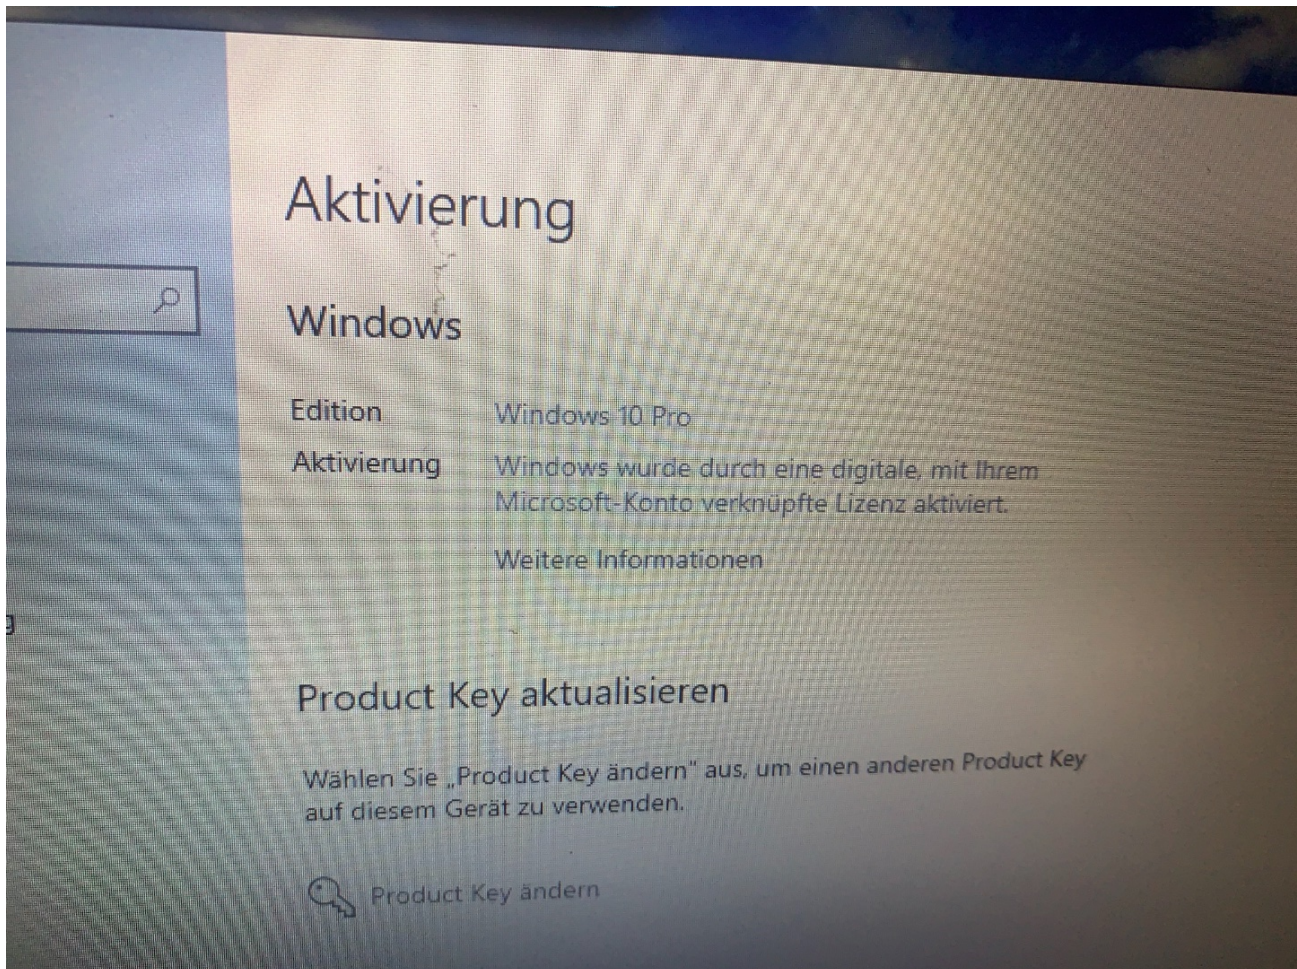 Aktivierung
Windows
Edition Windows 10 Pro
Aktivierung Windows wurde durch eine digitale, mit Ihrem
Microsoft-Konto verknüpfte Lizenz aktiviert.
Weitere Informationen
g
Product Key aktualisieren
Wählen Sie „Product Key ändern" aus, um einen anderen Product Key
auf diesem Gerät zu verwenden.
Product Key ändern